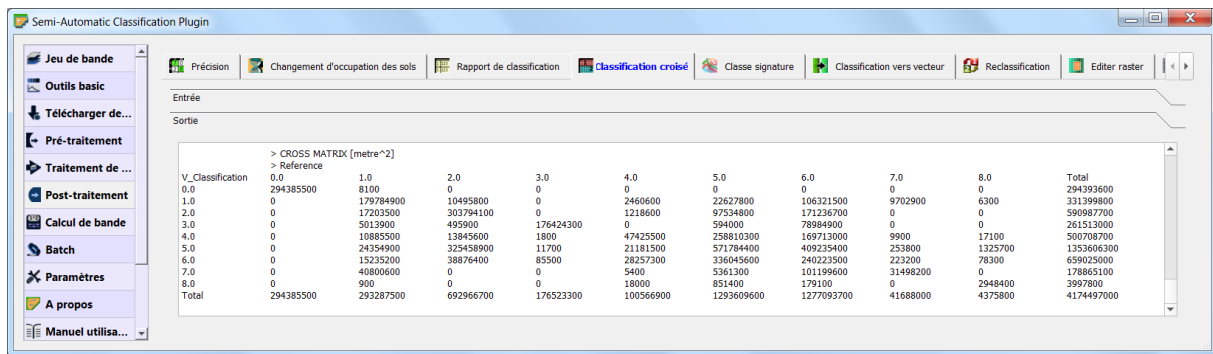 Semi-Automatic Classification Plugin
Jeu de bande
Outils basic
Télécharger de...
Pré-traitement
Traitement de ...
Post-traitement
Calcul de bande
Batch
Paramètres
A propos
Manuel utilisa...
Précision Changement d'occupation des sols Rapport de classification Classification croisé Classe signature Classification vers vecteur Reclassification Editer raster
Entrée
Sortie
> CROSS MATRIX [metre^2]
> Reference
V_Classification 0.0 1.0 2.0 3.0 4.0 5.0 6.0 7.0 8.0 Total
0.0 294385500 8100 0 0 0 0 0 0 0 294393600
1.0 0 179784900 10495800 0 2460600 22627800 106321500 9702900 6300 331399800
2.0 0 17203500 303794100 0 1218600 97534800 171236700 0 0 590987700
3.0 0 5013900 495900 176424300 0 594000 78984900 0 0 261513000
4.0 0 10885500 13845600 1800 47425500 258810300 169713000 9900 17100 500708700
5.0 0 24354900 325458900 11700 21181500 571784400 409235400 253800 1325700 1353606300
6.0 0 15235200 38876400 85500 28257300 336045600 240223500 223200 78300 659025000
7.0 0 40800600 0 0 5400 5361300 101199600 31498200 0 178865100
8.0 0 900 0 0 18000 851400 179100 0 2948400 3997800
Total 294385500 293287500 692966700 176523300 100566900 1293609600 1277093700 41688000 4375800 4174497000